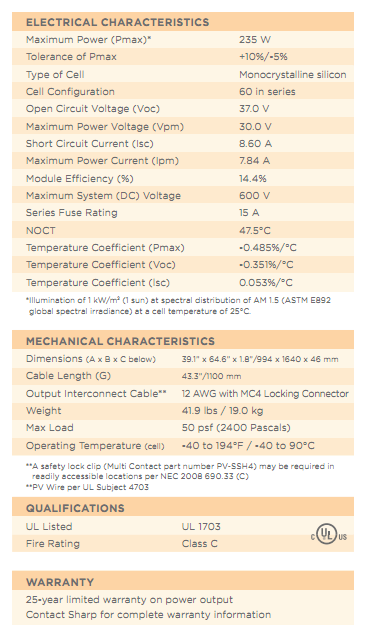 ELECTRICAL CHARACTERISTICS
Maximum Power (Pmax)* 235 W
Tolerance of Pmax +10%/-5%
Type of Cell Monocrystalline silicon
Cell Configuration 60 in series
Open Circuit Voltage (Voc) 37.0 V
Maximum Power Voltage (Vpm) 30.0 V
Short Circuit Current (Isc) 8.60 A
Maximum Power Current (Ipm) 7.84 A
Module Efficiency (%) 14.4%
Maximum System (DC) Voltage 600 V
Series Fuse Rating 15 A
NOCT 47.5°C
Temperature Coefficient (Pmax) -0.485%/°C
Temperature Coefficient (Voc) -0.351%/°C
Temperature Coefficient (Isc) 0.053%/°C
*Illumination of 1 kW/m² (1 sun) at spectral distribution of AM 1.5 (ASTM E892
global spectral irradiance) at a cell temperature of 25°C.
MECHANICAL CHARACTERISTICS
Dimensions (A x B x C below) 39.1" x 64.6" x 1.8"/994 x 1640 x 46 mm
Cable Length (G) 43.3"/1100 mm
Output Interconnect Cable** 12 AWG with MC4 Locking Connector
Weight 41.9 lbs / 19.0 kg
Max Load 50 psf (2400 Pascals)
Operating Temperature (cell) -40 to 194°F / -40 to 90°C
**A safety lock clip (Multi Contact part number PV-SSH4) may be required in
readily accessible locations per NEC 2008 690.33 (C)
**PV Wire per UL Subject 4703
QUALIFICATIONS
UL Listed UL 1703
Fire Rating Class C
C UL US
WARRANTY
25-year limited warranty on power output
Contact Sharp for complete warranty information